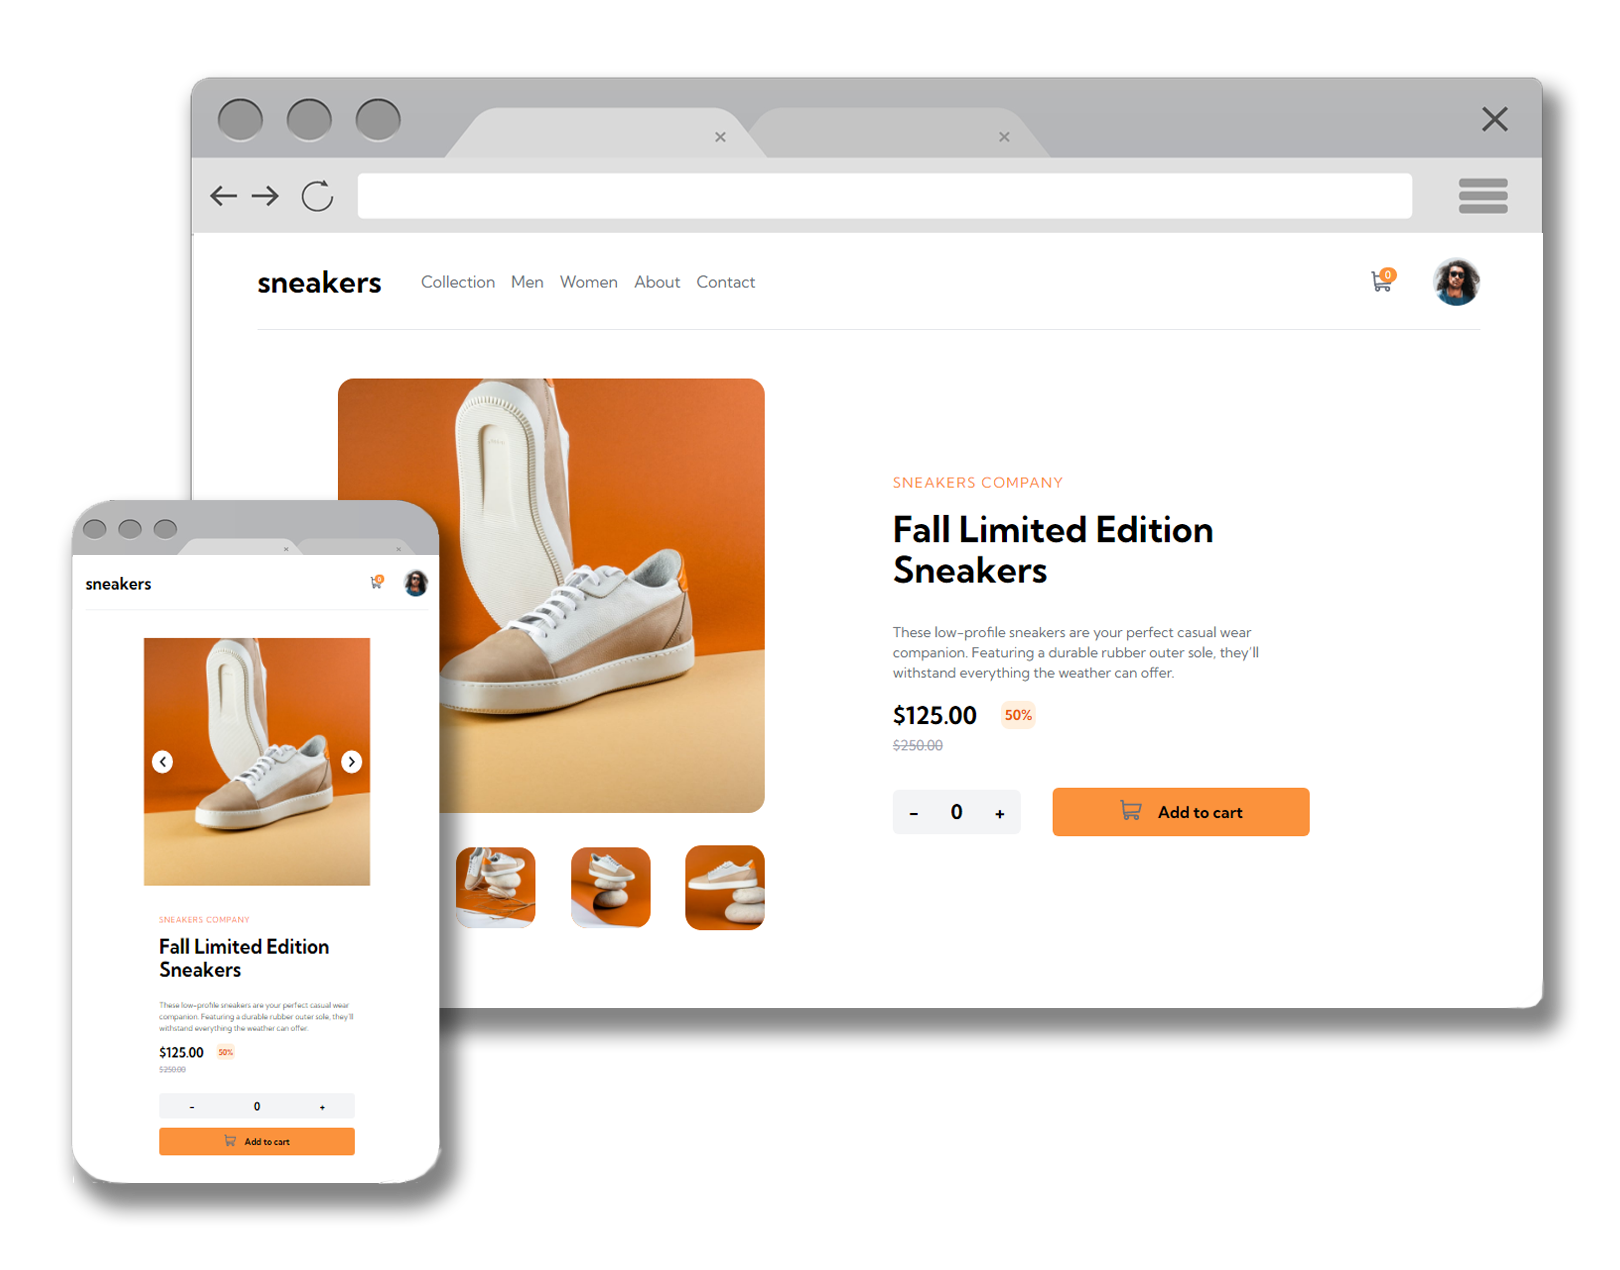 sneakers Collection Men Women About Contact 0
SNEAKERS COMPANY
Fall Limited Edition
Sneakers
These low-profile sneakers are your perfect casual wear
companion. Featuring a durable rubber outer sole, they'll
withstand everything the weather can offer.
$125.00 50%
$250.00
- 0 + Add to cart
sneakers 0
SNEAKERS COMPANY
Fall Limited Edition
Sneakers
These low-profile sneakers are your perfect casual wear
companion. Featuring a durable rubber outer sole, they'll
withstand everything the weather can offer.
$125.00 50%
$250.00
- 0 +
Add to cart